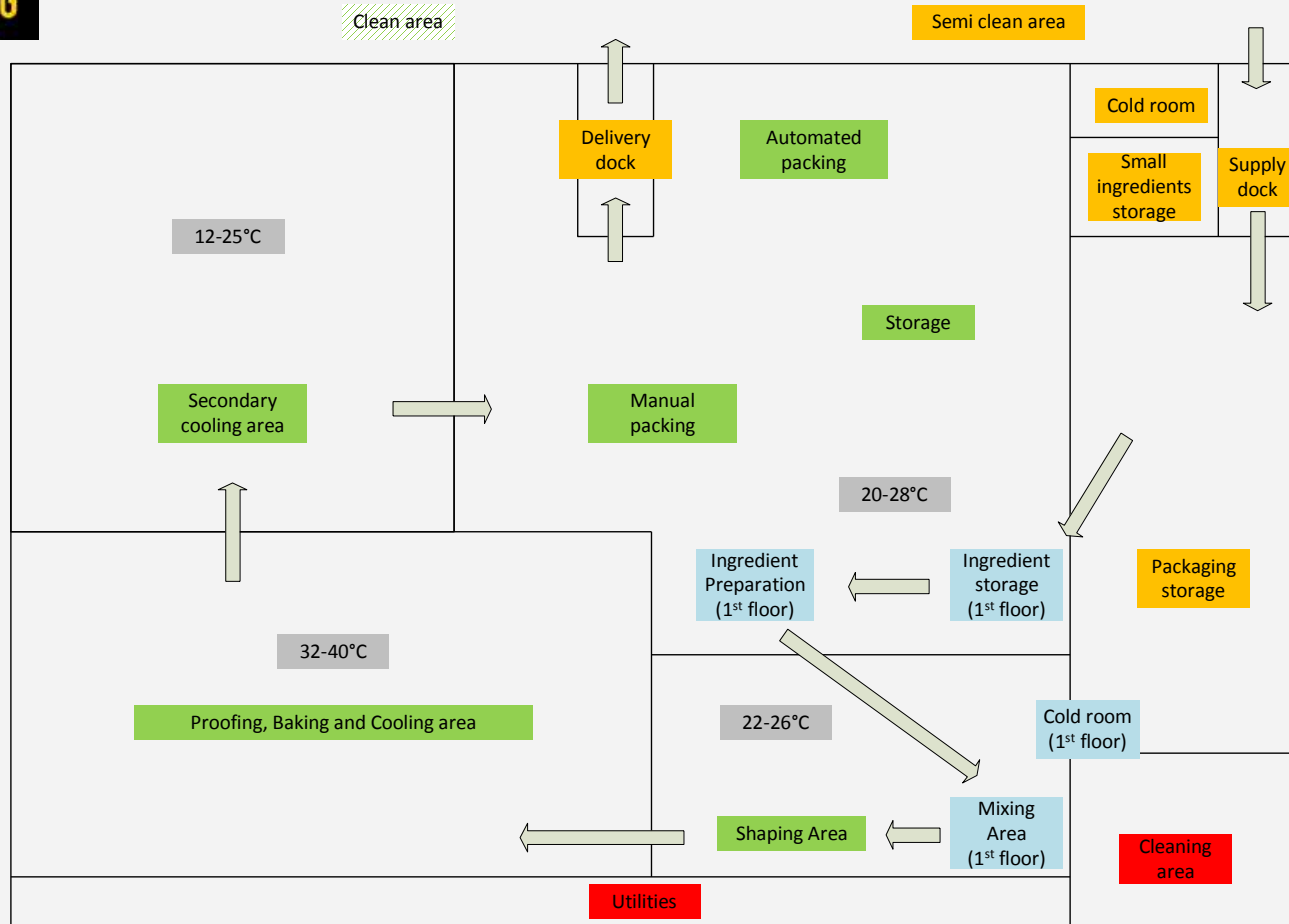 G
Clean area
Semi clean area
Cold room
Delivery
dock
Automated
packing
Small
ingredients
storage
Supply
dock
12-25°C
Storage
Secondary
cooling area
Manual
packing
20-28°C
Ingredient
Preparation
(1st floor)
Ingredient
storage
(1st floor)
Packaging
storage
32-40°C
Proofing, Baking and Cooling area
22-26°C
Cold room
(1st floor)
Shaping Area
Mixing
Area
(1st floor)
Cleaning
area
Utilities